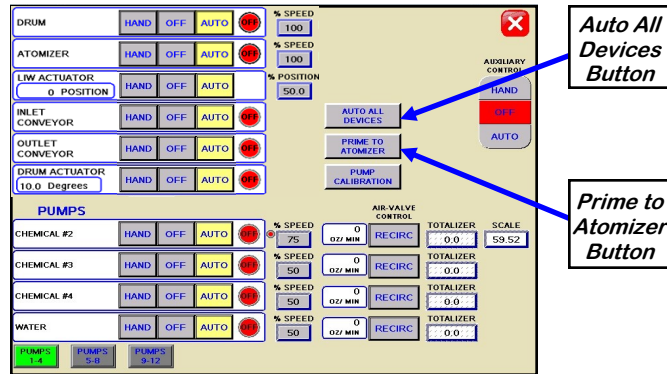 DRUM HAND OFF AUTO OFF % SPEED 100
ATOMIZER HAND OFF AUTO OFF % SPEED 100
LIW ACTUATOR HAND OFF AUTO % POSITION
0 POSITION 50.0
INLET CONVEYOR HAND OFF AUTO OFF
OUTLET CONVEYOR HAND OFF AUTO OFF
DRUM ACTUATOR HAND OFF AUTO OFF
10.0 Degrees
AUTO ALL
DEVICES
PRIME TO
ATOMIZER
PUMP
CALIBRATION
AUXILIARY
CONTROL
HAND
OFF
AUTO
Auto All
Devices
Button
Prime to
Atomizer
Button
PUMPS
AIR-VALVE
CONTROL
CHEMICAL #2 HAND OFF AUTO OFF % SPEED 75 0 OZ/ MIN RECIRC TOTALIZER 0.0 SCALE 59.52
CHEMICAL #3 HAND OFF AUTO OFF % SPEED 50 0 OZ/ MIN RECIRC TOTALIZER 0.0
CHEMICAL #4 HAND OFF AUTO OFF % SPEED 50 0 OZ/ MIN RECIRC TOTALIZER 0.0
WATER HAND OFF AUTO OFF % SPEED 50 0 OZ/ MIN RECIRC TOTALIZER 0.0
PUMPS 1-4
PUMPS 5-8
PUMPS 9-12